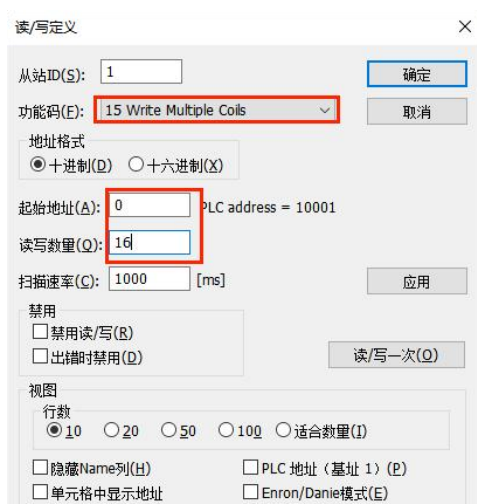 读/写定义
从站ID(S): 1 确定
功能码(F): 15 Write Multiple Coils 取消
地址格式
十进制(D) 十六进制(X)
起始地址(A): 0 PLC address = 10001
读写数量(Q): 16
扫描速率(C): 1000 [ms] 应用
禁用
禁用读/写(R)
出错时禁用(D) 读/写一次(O)
视图
行数
10 20 50 100 适合数量(I)
隐藏Name列(H) PLC 地址（基址 1）(P)
单元格中显示地址 Enron/Danie模式(E)